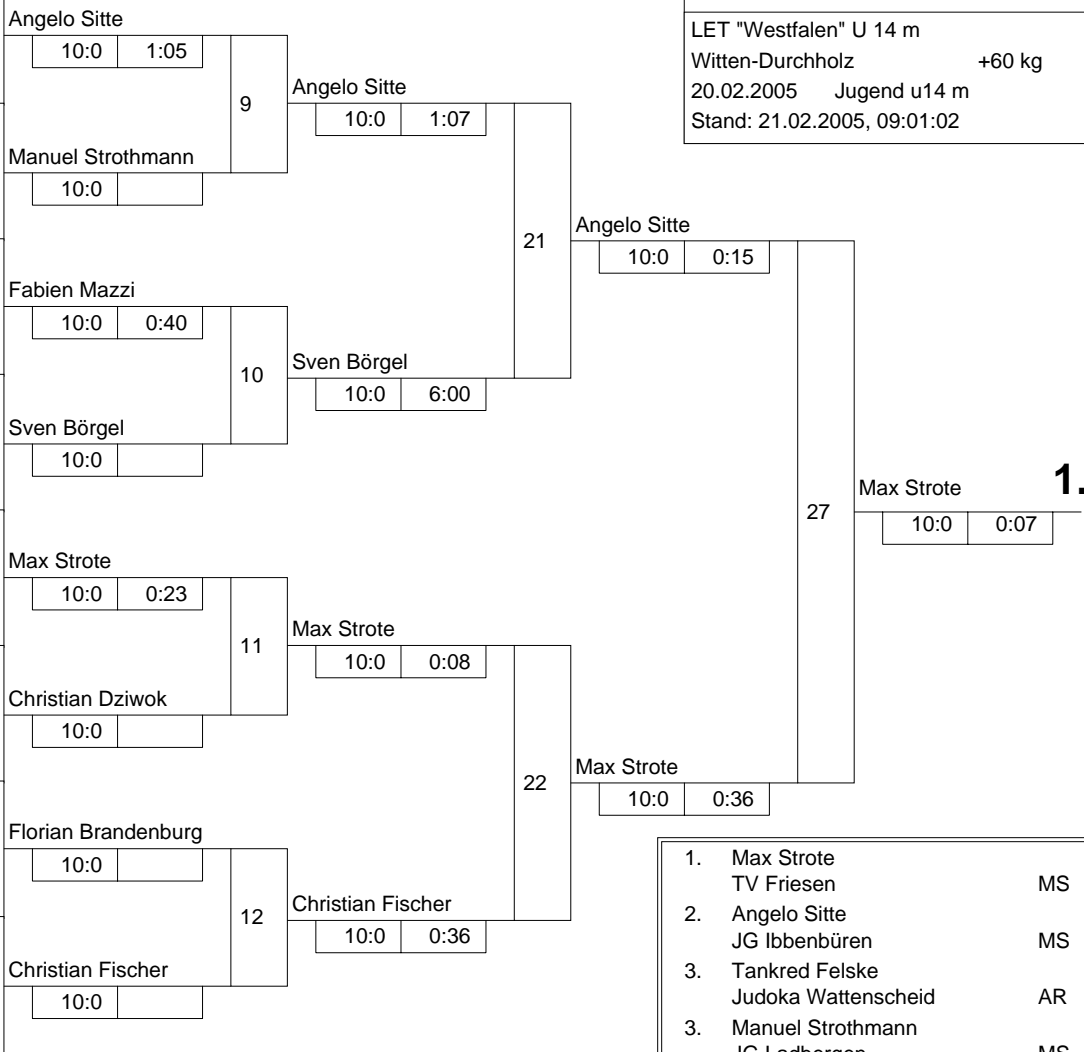 Angelo Sitte
10:0 1:05
9
Manuel Strothmann
10:0
Fabien Mazzi
10:0 0:40
10
Sven Börgel
10:0
Max Strote
10:0 0:23
11
Christian Dziwok
10:0
Florian Brandenburg
10:0
12
Christian Fischer
10:0
Angelo Sitte
10:0 1:07
21
Sven Börgel
10:0 6:00
Max Strote
10:0 0:08
22
Christian Fischer
10:0 0:36
Angelo Sitte
10:0 0:15
27
Max Strote
10:0 0:36
Max Strote 1.
10:0 0:07
LET "Westfalen" U 14 m
Witten-Durchholz +60 kg
20.02.2005 Jugend u14 m
Stand: 21.02.2005, 09:01:02
1. Max Strote
TV Friesen MS
2. Angelo Sitte
JG Ibbenbüren MS
3. Tankred Felske
Judoka Wattenscheid AR
3. Manuel Strothmann
JG Ladbergen MS